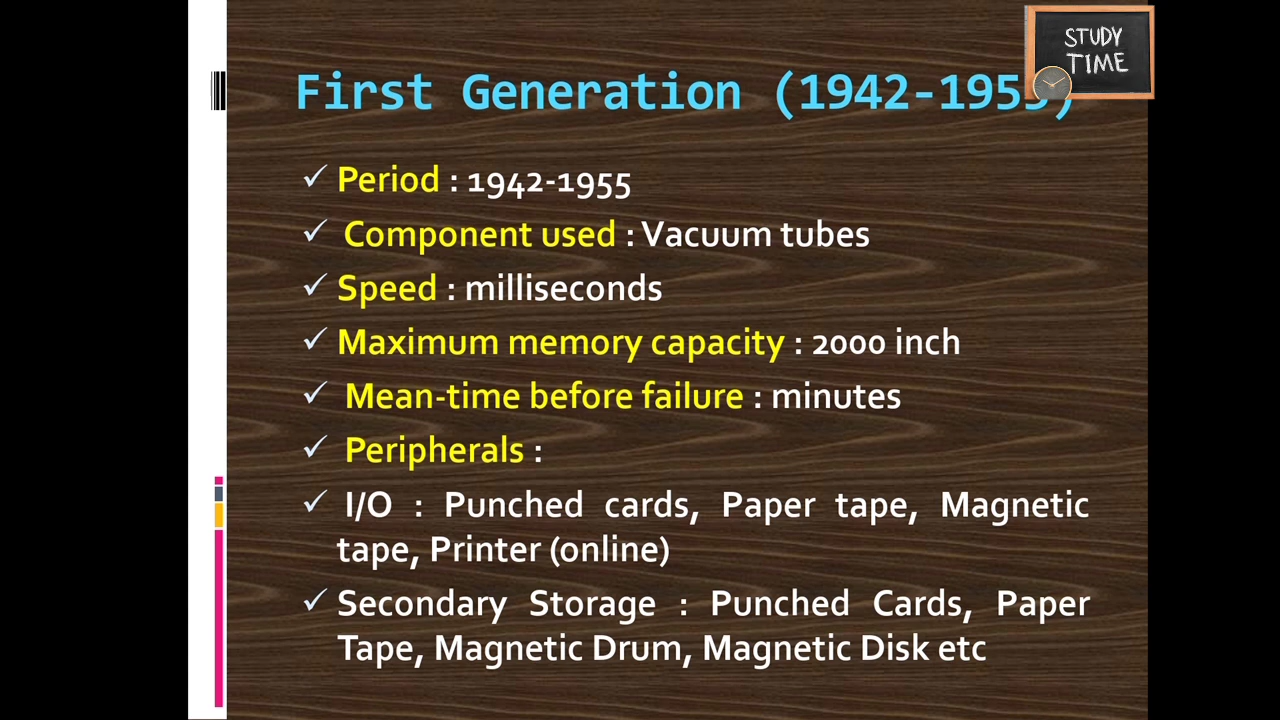 STUDY
TIME
First Generation (1942-1955)
Period : 1942-1955
Component used : Vacuum tubes
Speed : milliseconds
Maximum memory capacity : 2000 inch
Mean-time before failure : minutes
Peripherals :
I/O : Punched cards, Paper tape, Magnetic
tape, Printer (online)
Secondary Storage : Punched Cards, Paper
Tape, Magnetic Drum, Magnetic Disk etc